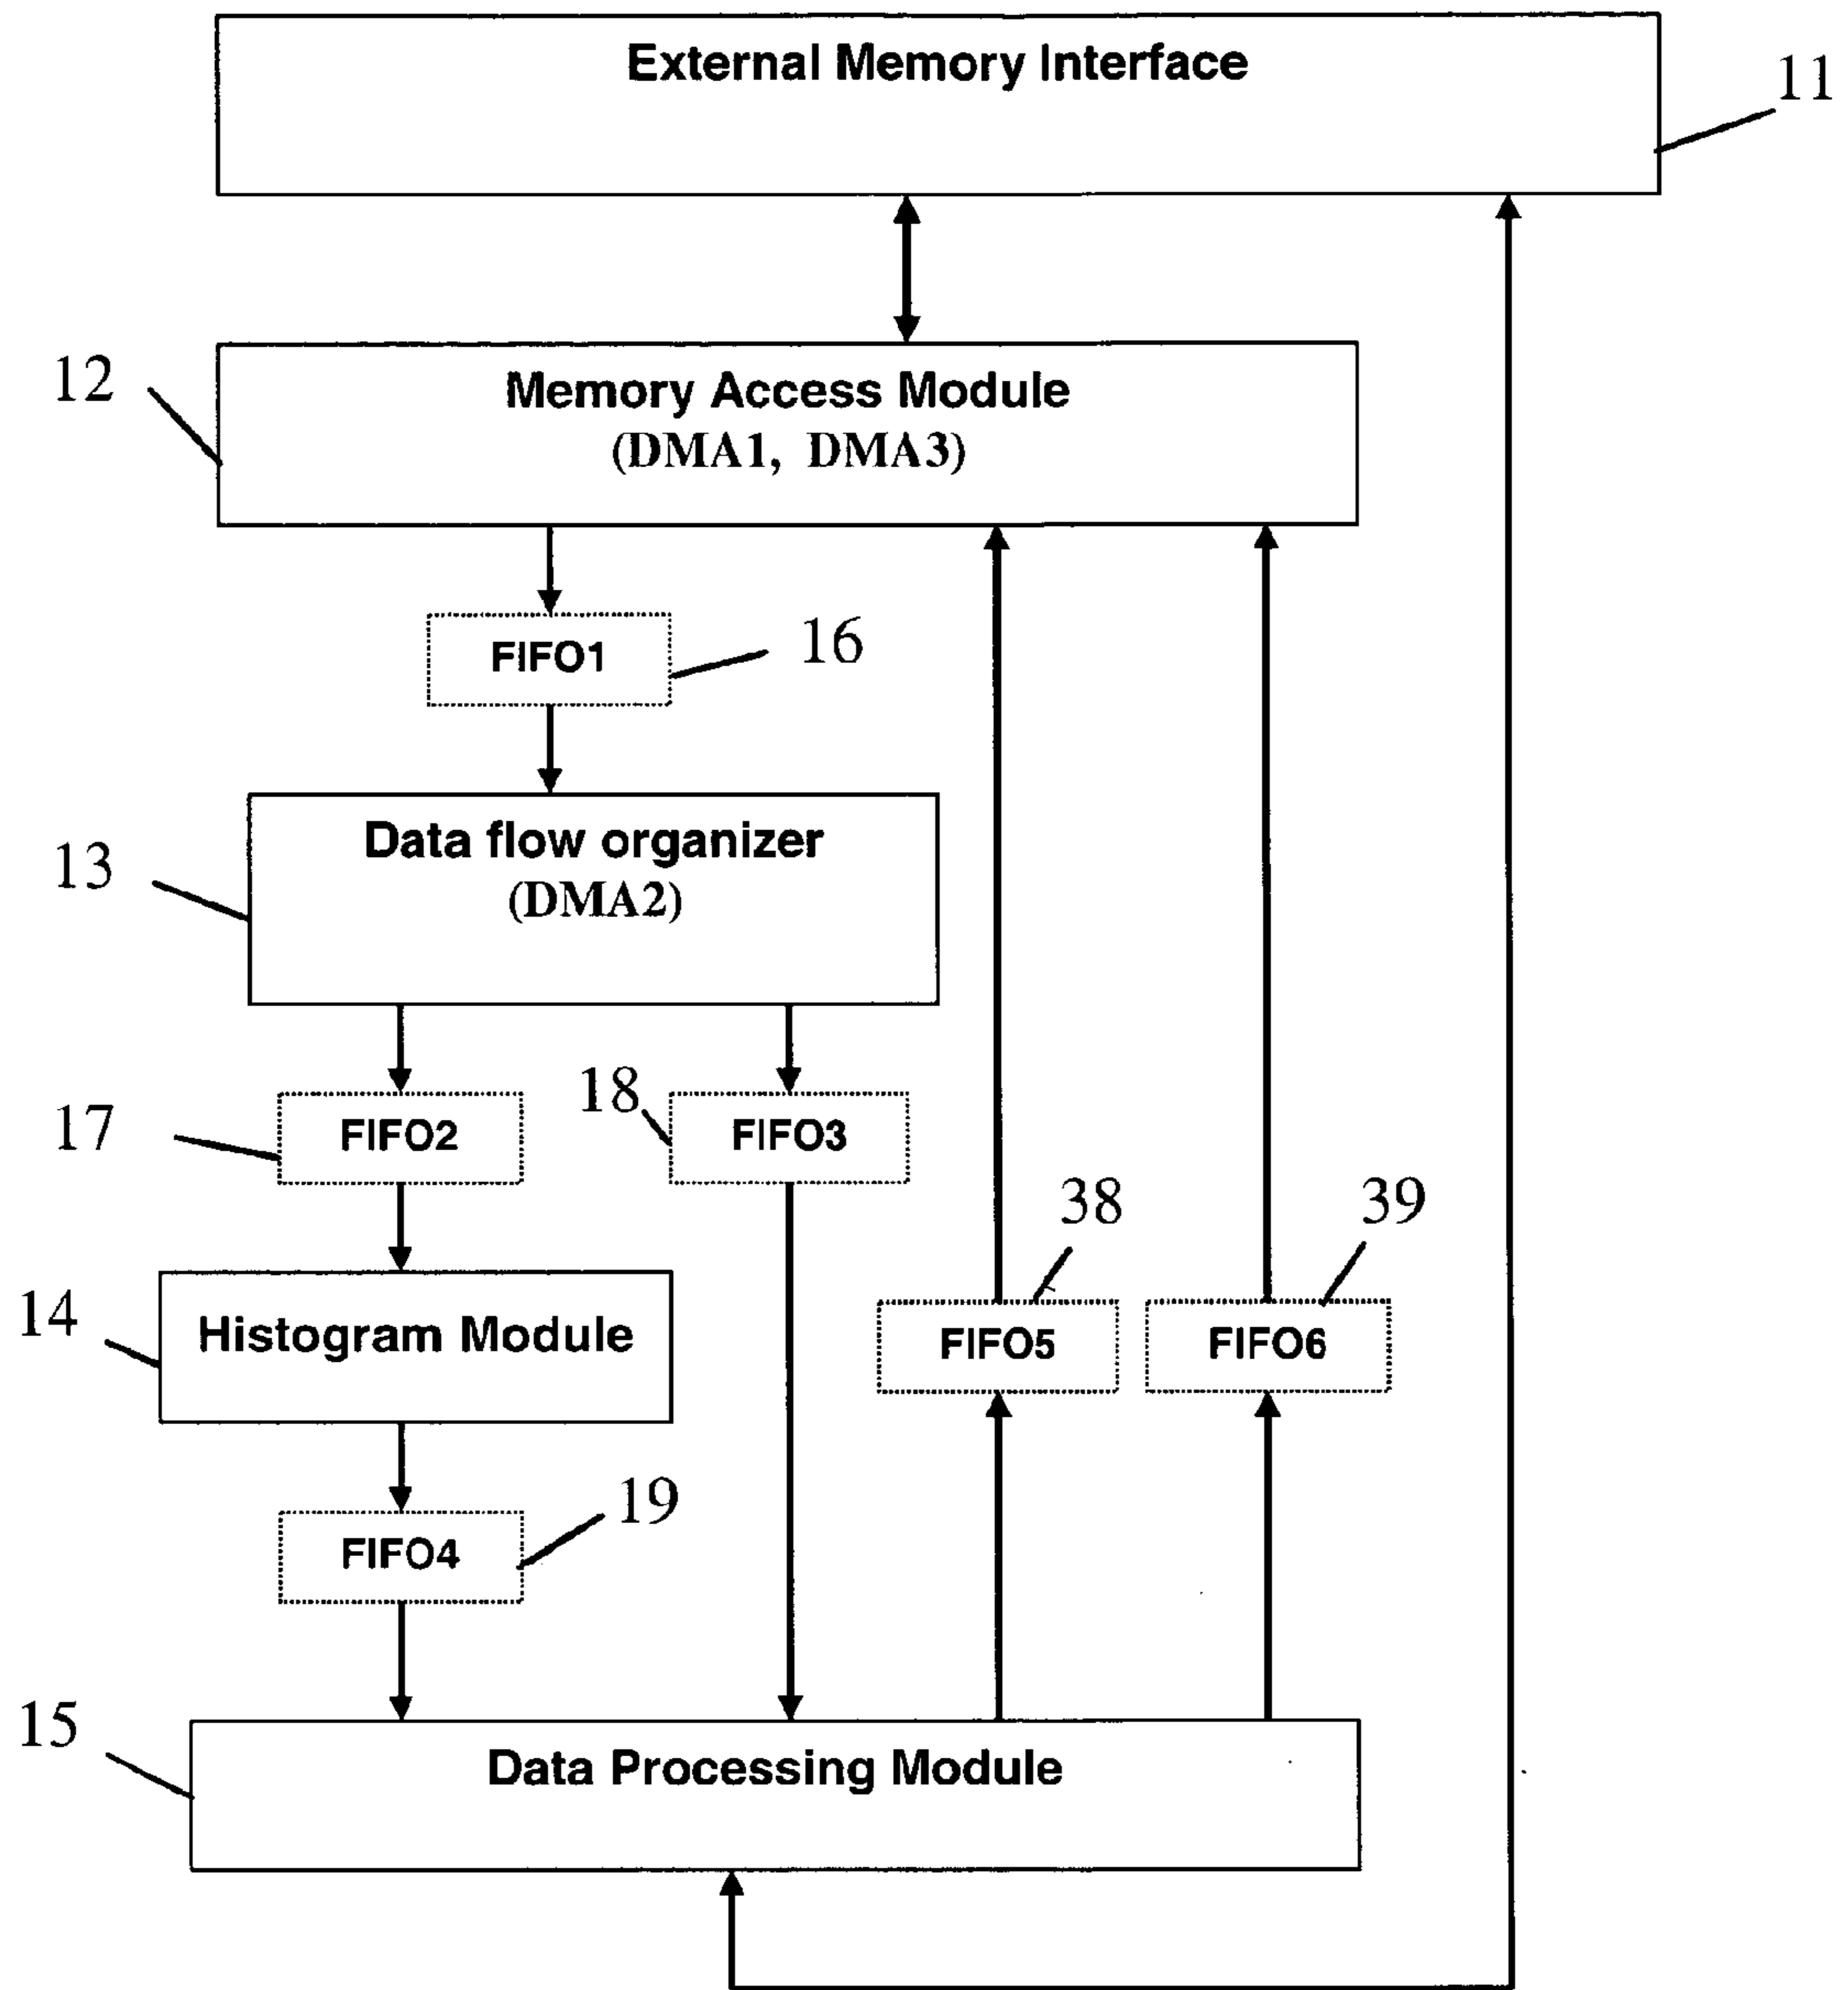 External Memory Interface
11
12
Memory Access Module
(DMA1, DMA3)
FIFO1
16
13
Data flow organizer
(DMA2)
17
FIFO2
18
FIFO3
38
39
14
Histogram Module
FIFO5
FIFO6
19
FIFO4
15
Data Processing Module